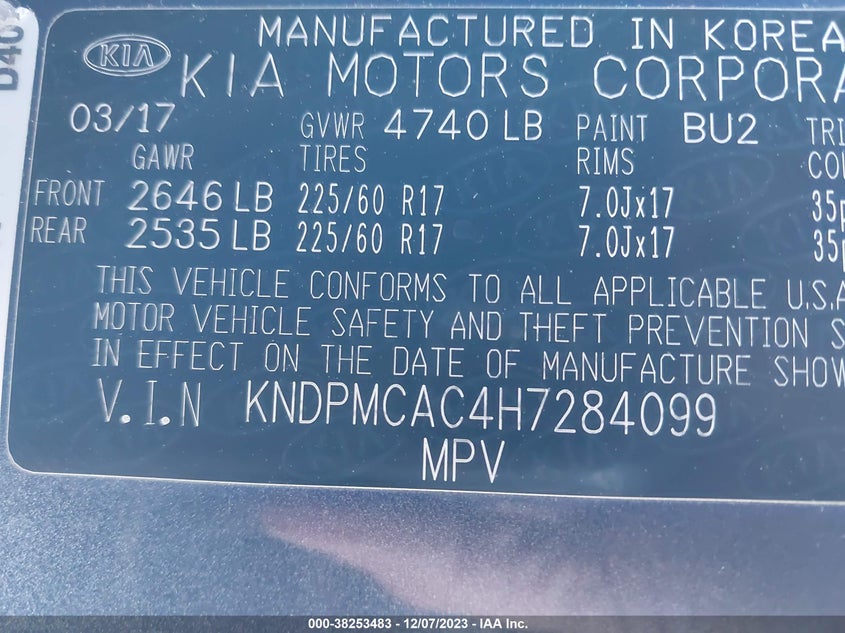 D40
MANUFACTURED IN KOREA
KIA
KIA MOTORS
03/17 GVWR 4740 LB PAINT BU2
GAWR TIRES RIMS
FRONT 2646 LB 225/60 R17 7.0Jx17
REAR 2535 LB 225/60 R17 7.0Jx17
THIS VEHICLE CONFORMS TO ALL APPLICABLE U.S.A
MOTOR VEHICLE SAFETY AND THEFT PREVENTION
IN EFFECT ON THE DATE OF MANUFACTURE
V.I.N KNDPMCAC4H7284099
MPV
000-38253483 - 12/07/2023 - IAA Inc.